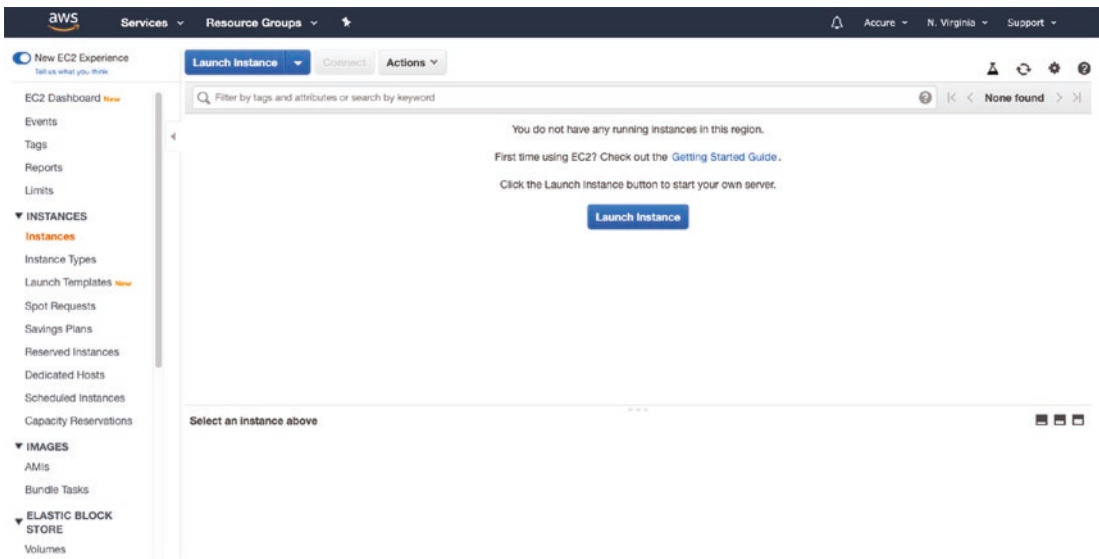 aws Services Resource Groups Accure N. Virginia Support
New EC2 Experience
Tell us what you think
Launch Instance Connect Actions
EC2 Dashboard New
Events
Tags
Reports
Limits
INSTANCES
Instances
Instance Types
Launch Templates New
Spot Requests
Savings Plans
Reserved Instances
Dedicated Hosts
Scheduled Instances
Capacity Reservations
IMAGES
AMIs
Bundle Tasks
ELASTIC BLOCK
STORE
Volumes
Filter by tags and attributes or search by keyword
None found
You do not have any running instances in this region.
First time using EC2? Check out the Getting Started Guide.
Click the Launch Instance button to start your own server.
Launch Instance
Select an instance above